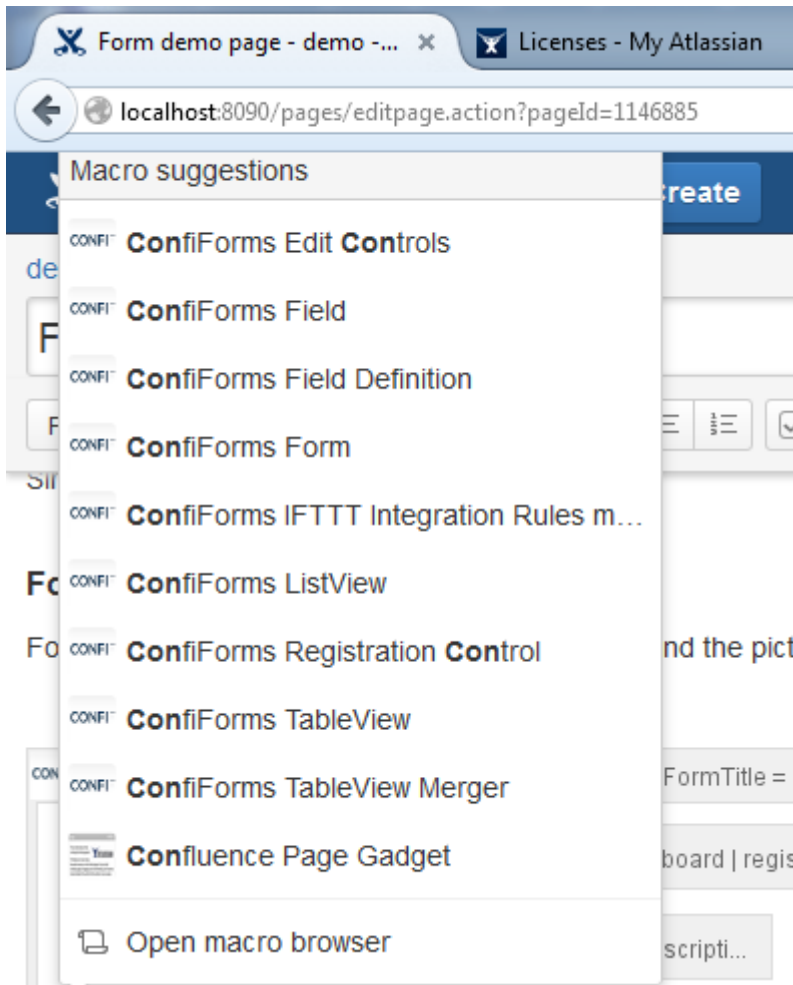 Form demo page - demo -...
Licenses - My Atlassian
localhost:8090/pages/editpage.action?pageId=1146885
Macro suggestions
reate
CONFI ConfiForms Edit Controls
de
CONFI ConfiForms Field
F
CONFI ConfiForms Field Definition
F
CONFI ConfiForms Form
CONFI ConfiForms IFTTT Integration Rules m...
CONFI ConfiForms ListView
Fo
CONFI ConfiForms Registration Control
Fo
nd the pict
CONFI ConfiForms TableView
CON
CONFI ConfiForms TableView Merger
FormTitle =
Confluence Page Gadget
board | regis
Open macro browser
scripti...